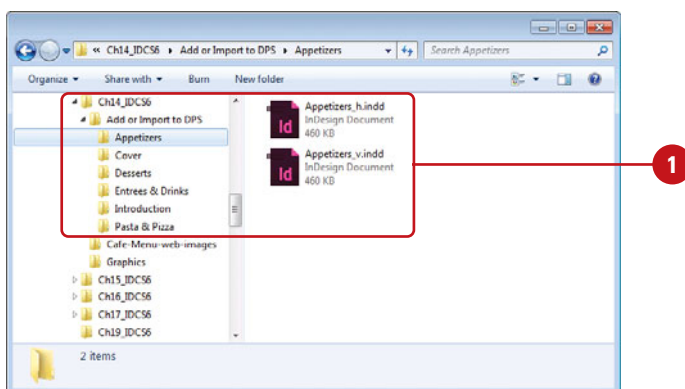 « Ch14_IDCS6 ▸ Add or Import to DPS ▸ Appetizers
Search Appetizers
Organize ▾ Share with ▾ Burn New folder
Ch14_IDCS6
Add or Import to DPS
Appetizers
Cover
Desserts
Entrees & Drinks
Introduction
Pasta & Pizza
Cafe-Menu-web-images
Graphics
Ch15_IDCS6
Ch16_IDCS6
Ch17_IDCS6
Ch19_IDCS6
Id
Appetizers_h.indd
InDesign Document
460 KB
Id
Appetizers_v.indd
InDesign Document
460 KB
1
2 items